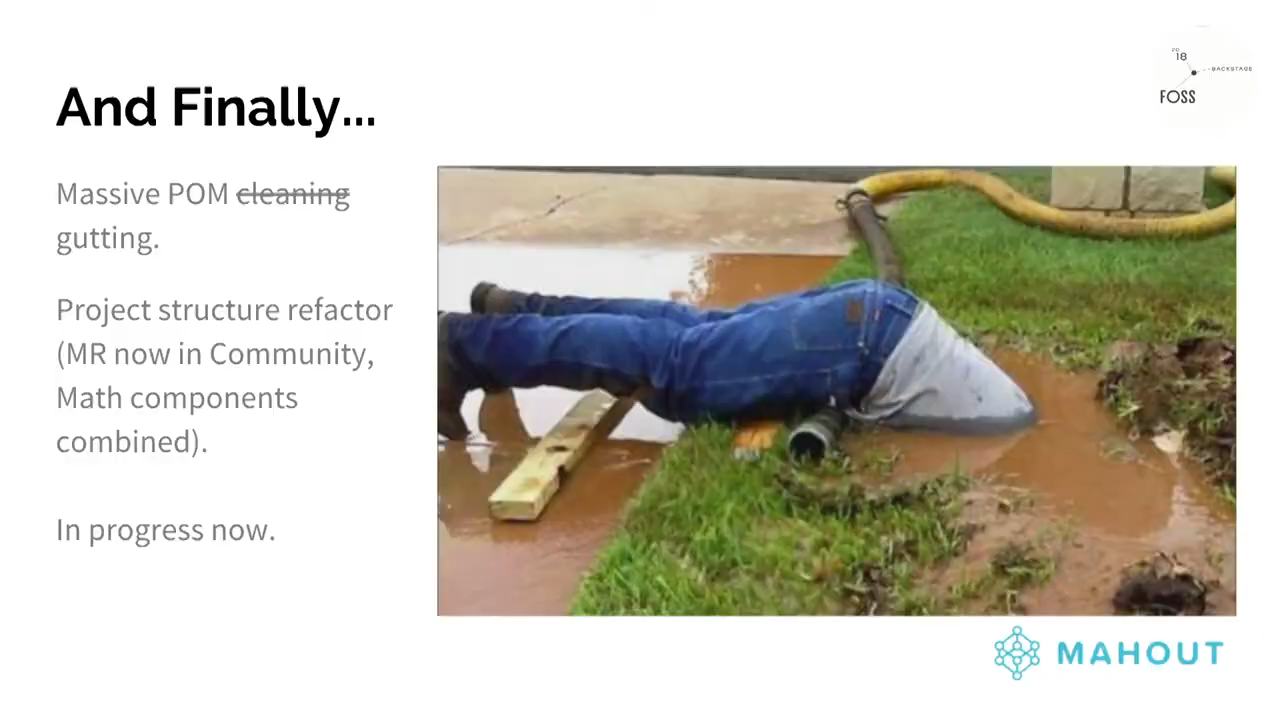 20
18
BACKSTAGE
FOSS
And Finally...
Massive POM cleaning
gutting.
Project structure refactor
(MR now in Community,
Math components
combined).
In progress now.
MAHOUT